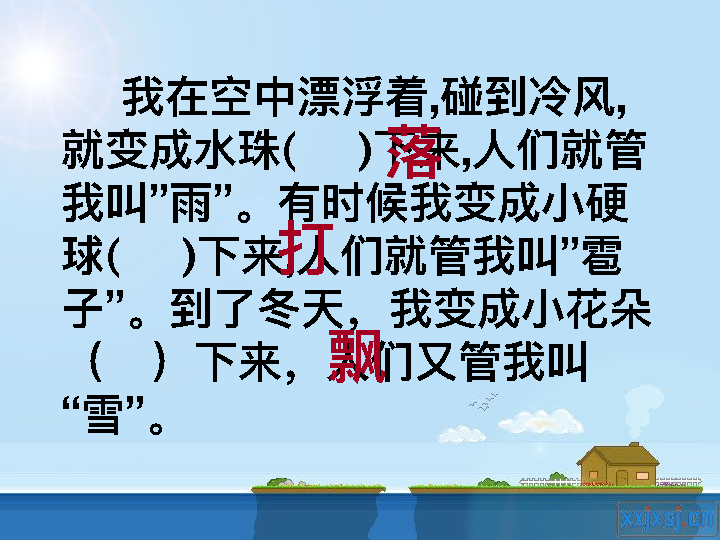 我在空中漂浮着,碰到冷风,
就变成水珠( )下来,人们就管
落
我叫”雨”。有时候我变成小硬
球( )下来,人们就管我叫”雹
打
子”。到了冬天，我变成小花朵
（ ）下来，人们又管我叫
飘
“雪”。
xxjxsj.cn